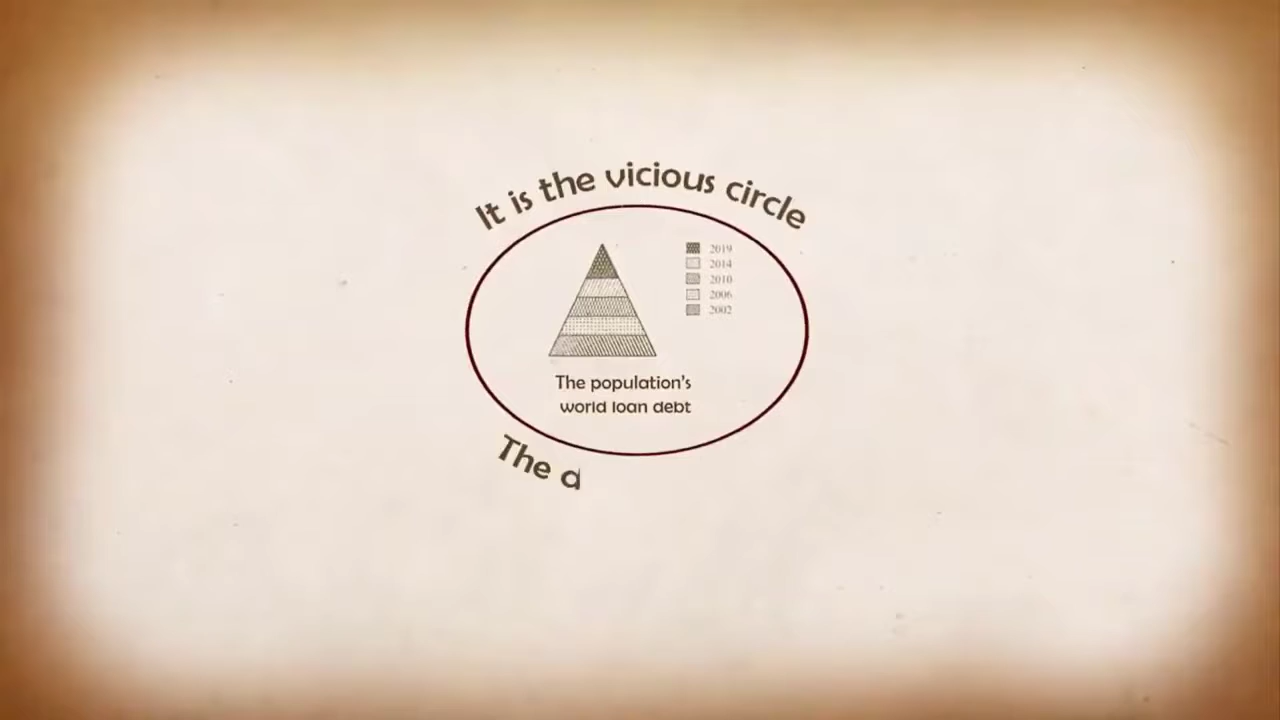 It is the vicious circle
2019
2014
2010
2006
2002
The population's
world loan debt
The d